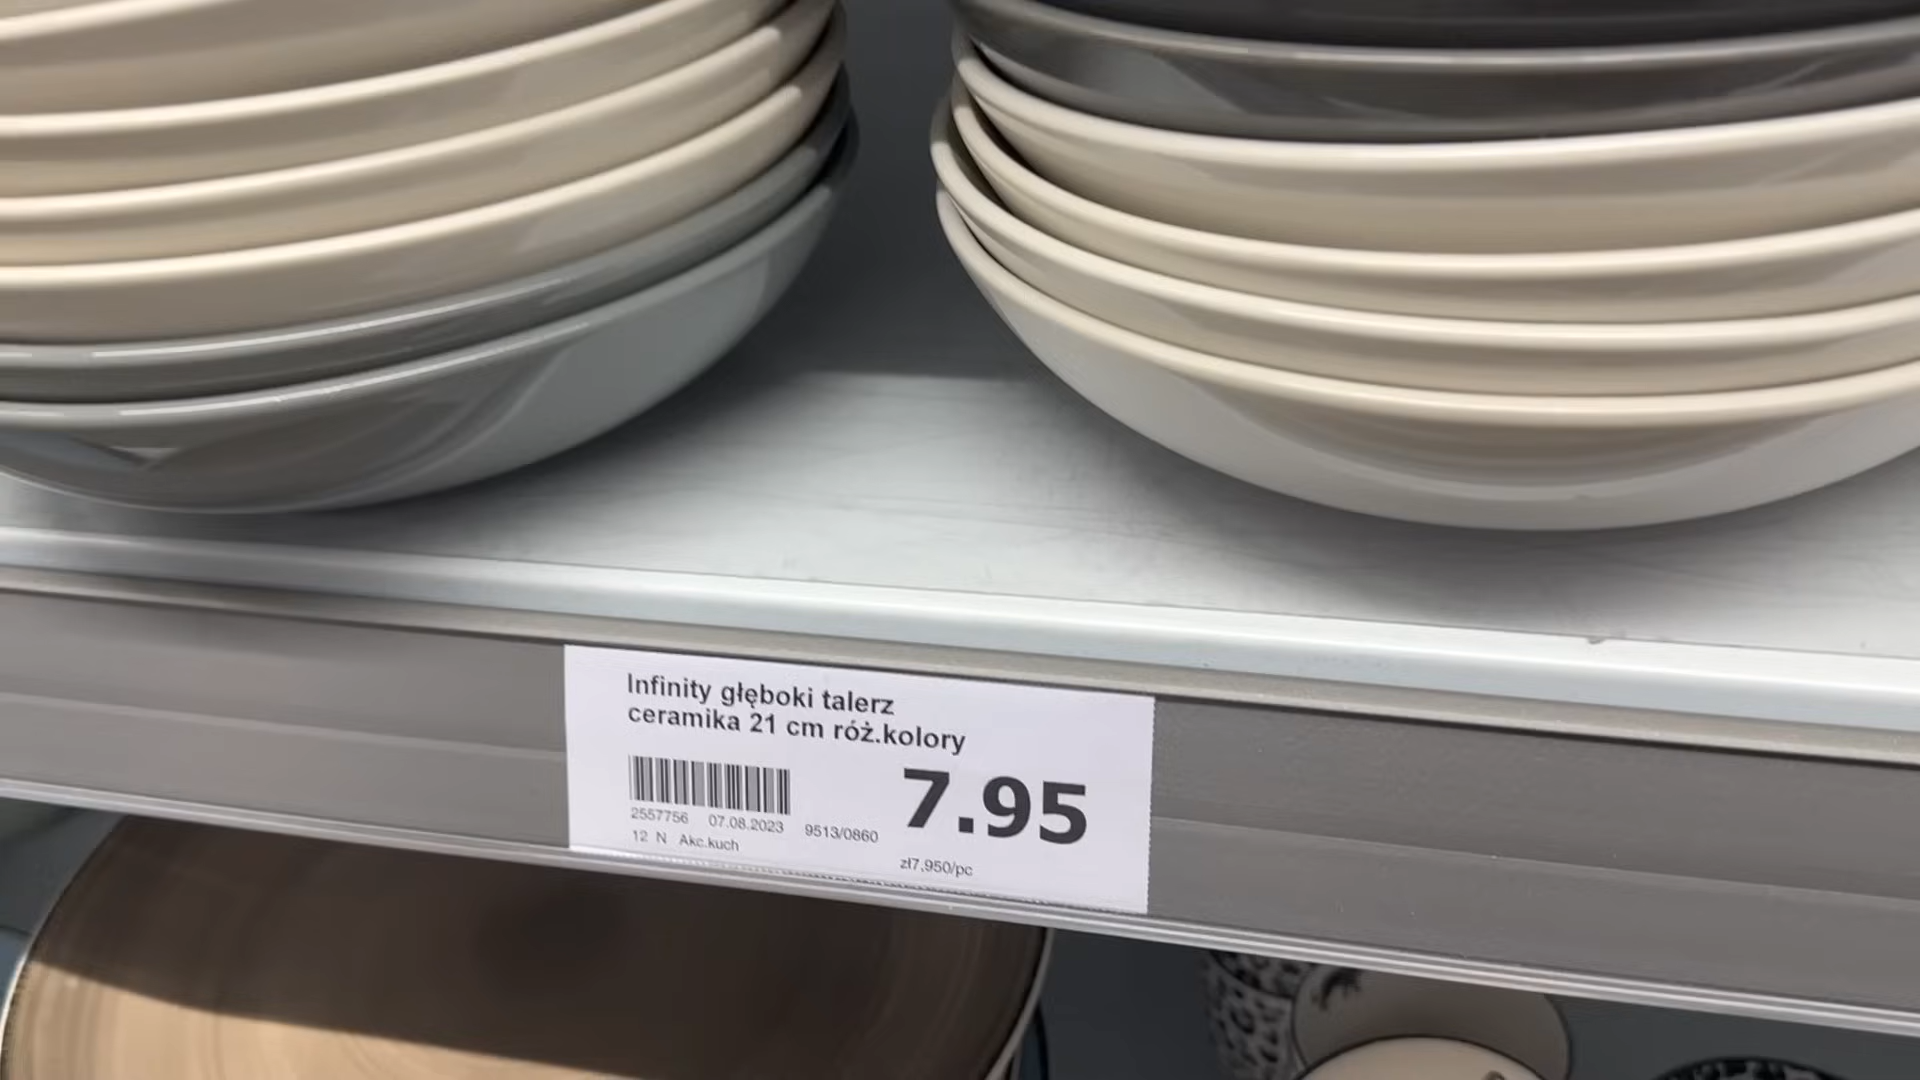 Infinity głęboki talerz
ceramika 21 cm róż.kolory
7.95
2557756 07.08.2023 9513/0860
12 N Akc.kuch
zł7,950/pc